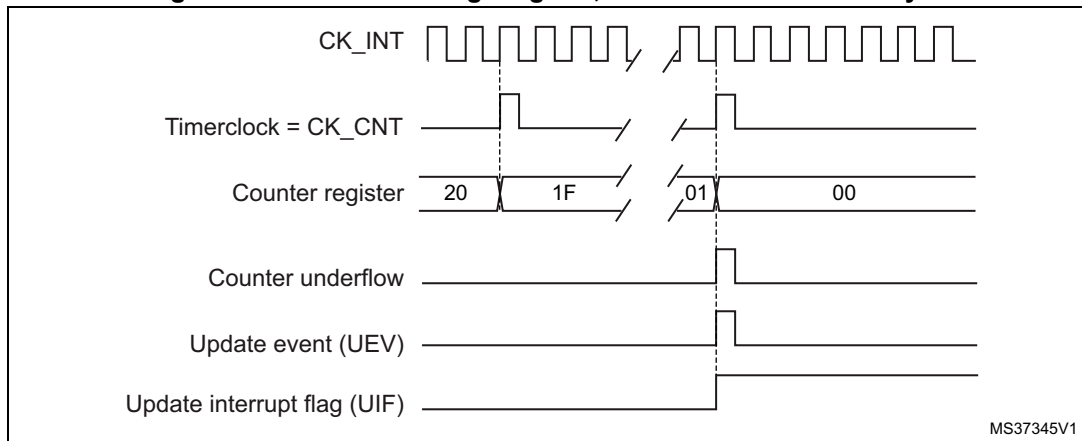 CK_INT
Timerclock = CK_CNT
Counter register 20 1F 01 00
Counter underflow
Update event (UEV)
Update interrupt flag (UIF)
MS37345V1